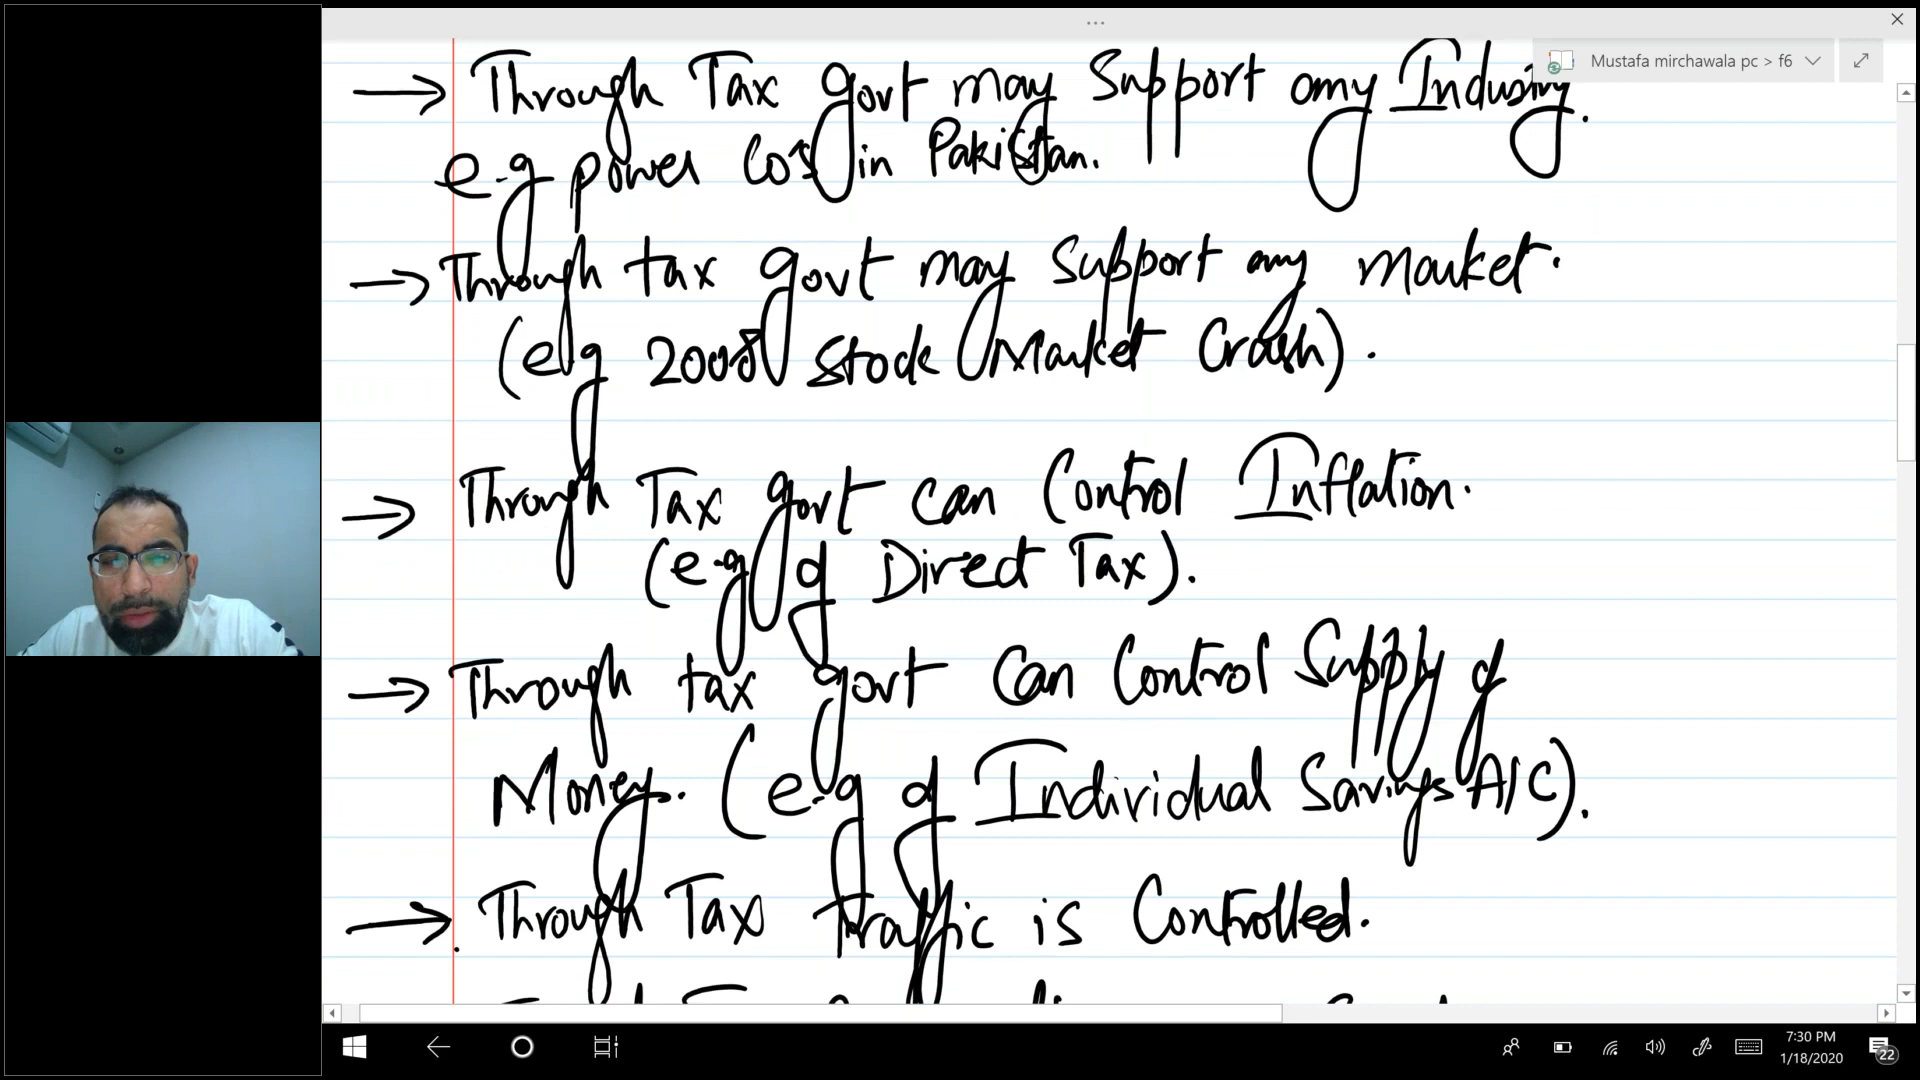 Mustafa mirchawala pc > f6
→ Through Tax govt may Support any Industry.
e.g power Co's in Pakistan.
→ Through tax govt may support any market.
(e.g 2008 Stock Market Crash).
→ Through Tax govt can Control Inflation.
(e.g of Direct Tax).
→ Through tax govt can Control Supply of
Money. (e.g of Individual Savings A/C).
→ Through Tax traffic is Controlled.
7:30 PM
1/18/2020
22